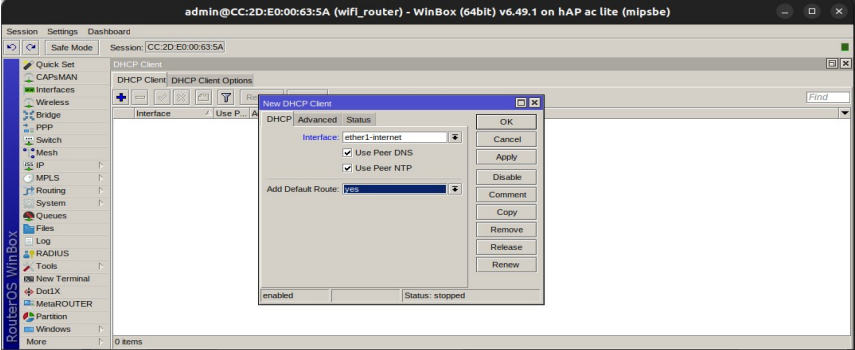 admin@CC:2D:E0:00:63:5A (wifi_router) - WinBox (64bit) v6.49.1 on hAP ac lite (mipsbe)
Session Settings Dashboard
Safe Mode Session: CC:2D:E0:00:63:5A
Quick Set
CAPsMAN
Interfaces
Wireless
Bridge
PPP
Switch
Mesh
IP
MPLS
Routing
System
Queues
Files
Log
RADIUS
Tools
New Terminal
Dot1X
MetaROUTER
Partition
Windows
More
RouterOS WinBox
DHCP Client
DHCP Client DHCP Client Options
Find
Interface Use P...
0 items
New DHCP Client
DHCP Advanced Status
Interface: ether1-internet
Use Peer DNS
Use Peer NTP
Add Default Route: yes
OK
Cancel
Apply
Disable
Comment
Copy
Remove
Release
Renew
enabled Status: stopped